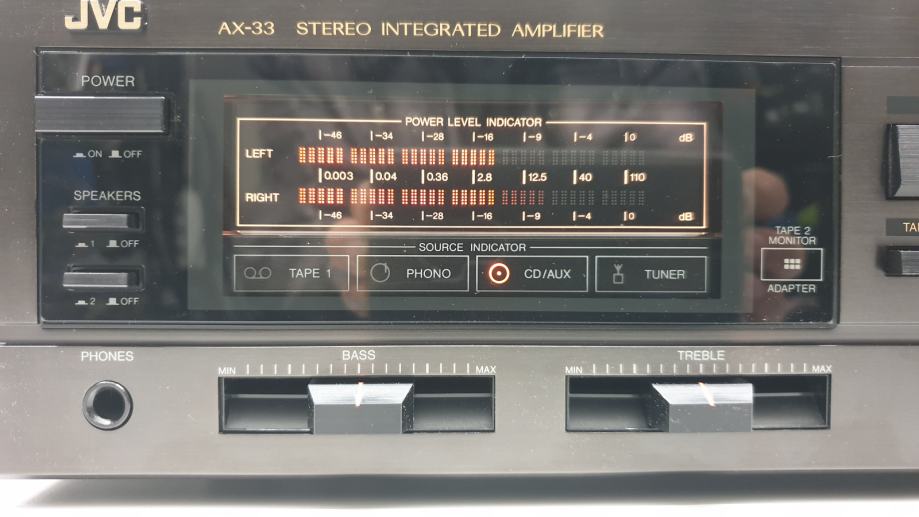 JVC
AX-33 STEREO INTEGRATED AMPLIFIER
POWER
ON OFF
SPEAKERS
1 OFF
2 OFF
POWER LEVEL INDICATOR
-46 -34 -28 -16 -9 -4 0 dB
LEFT
0.003 0.04 0.36 2.8 12.5 40 110
RIGHT
-46 -34 -28 -16 -9 -4 0 dB
SOURCE INDICATOR
TAPE 1 PHONO CD/AUX TUNER
TAPE 2
MONITOR
ADAPTER
TA
PHONES
BASS
MIN MAX
TREBLE
MIN MAX